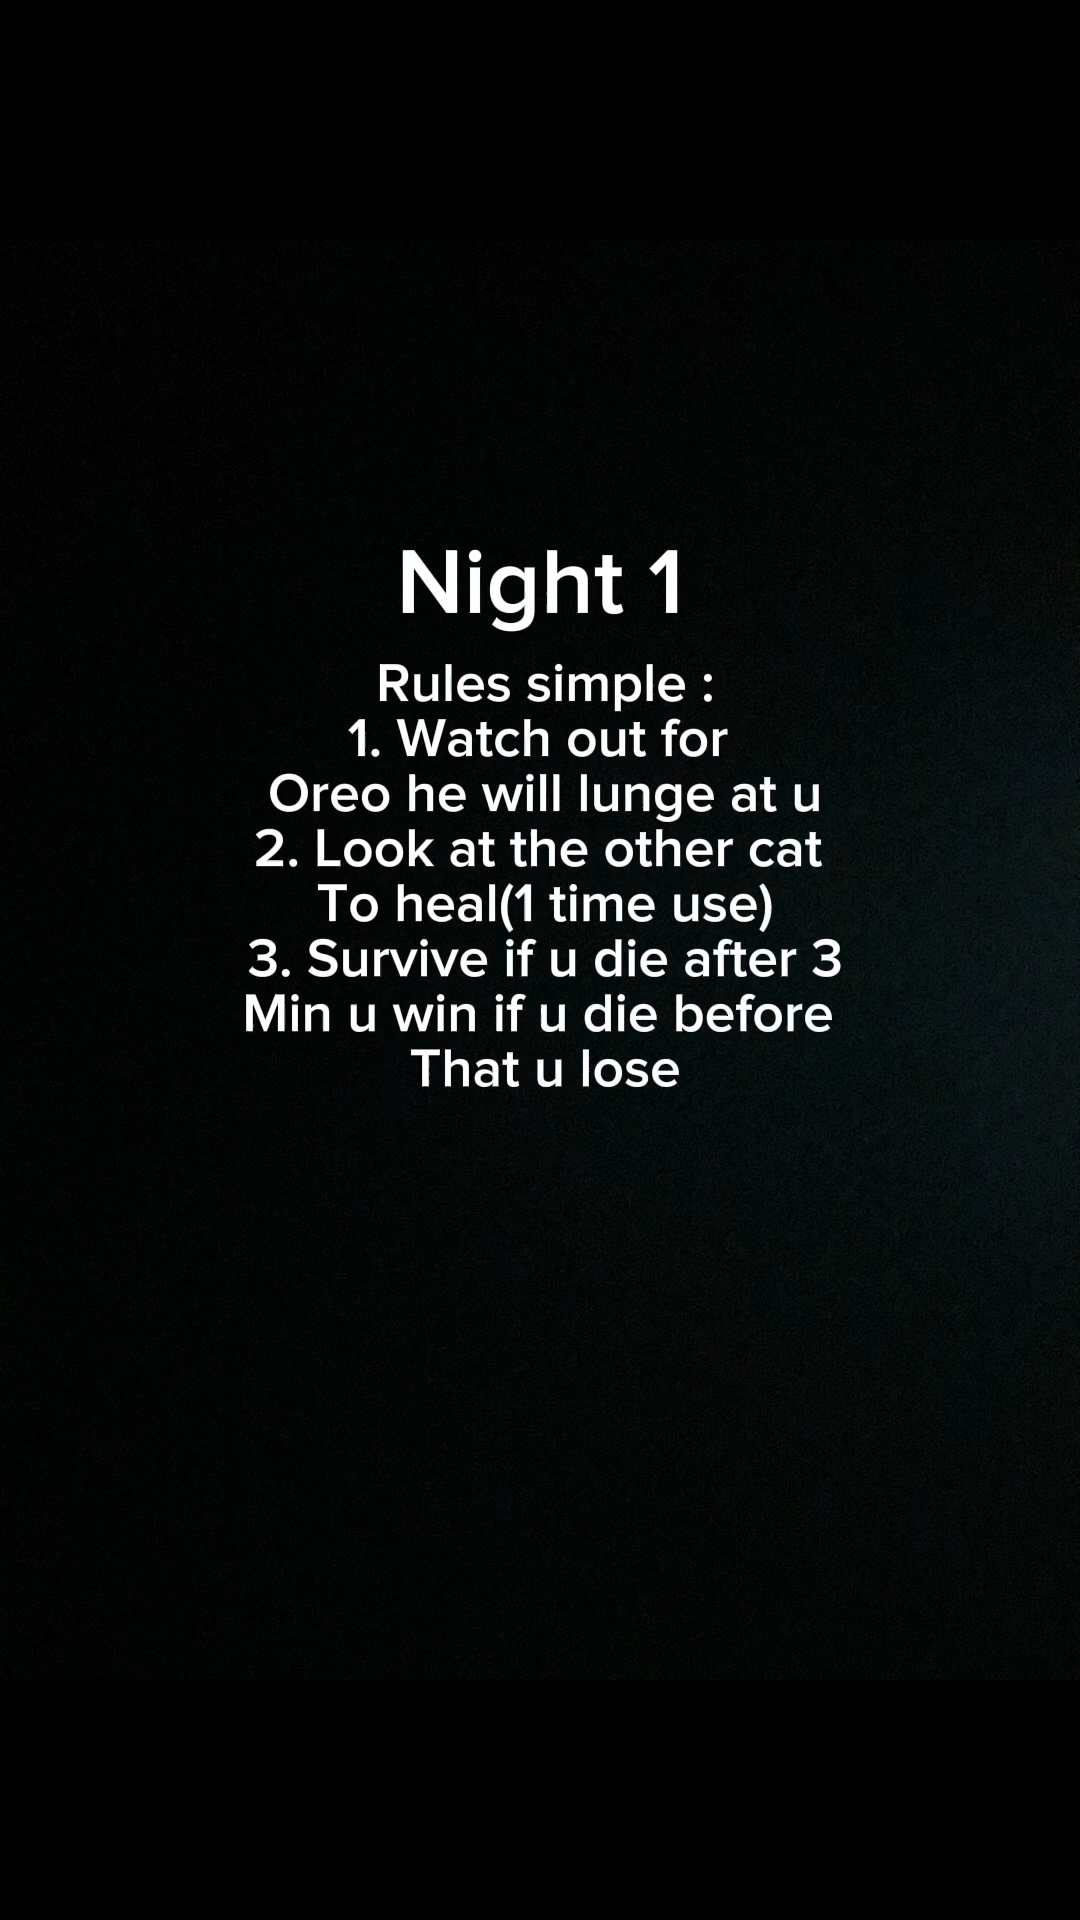 Night 1
Rules simple :
1. Watch out for
Oreo he will lunge at u
2. Look at the other cat
To heal(1 time use)
3. Survive if u die after 3
Min u win if u die before
That u lose